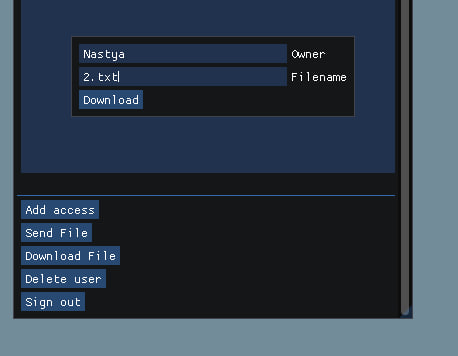 Nastya Owner
2.txt Filename
Download
Add access
Send File
Download File
Delete user
Sign out